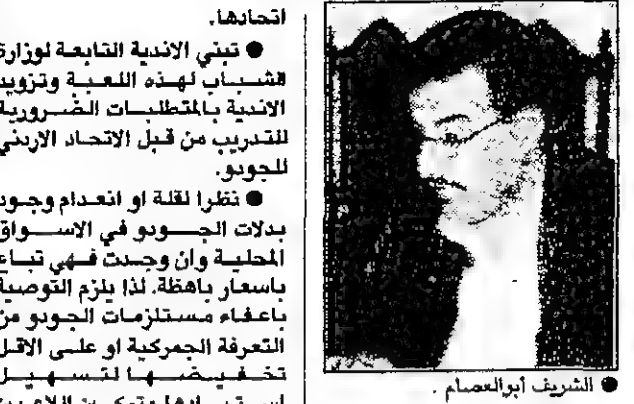 اتحادها.
● تبني الاندية التابعة لوزارة
الشباب لهذه اللعبة وتزويد
الاندية بالمتطلبات الضرورية
للتدريب من قبل الاتحاد الاردني
للجودو.
● نظرا لقلة او انعدام وجود
بدلات الجودو في الاسواق
المحلية وان وجدت فهي تباع
باسعار باهظة. لذا يلزم التوصية
باعفاء مستلزمات الجودو من
التعرفة الجمركية او على الاقل
تخفيضها لتسهيل
● الشريف أبوالعصام .